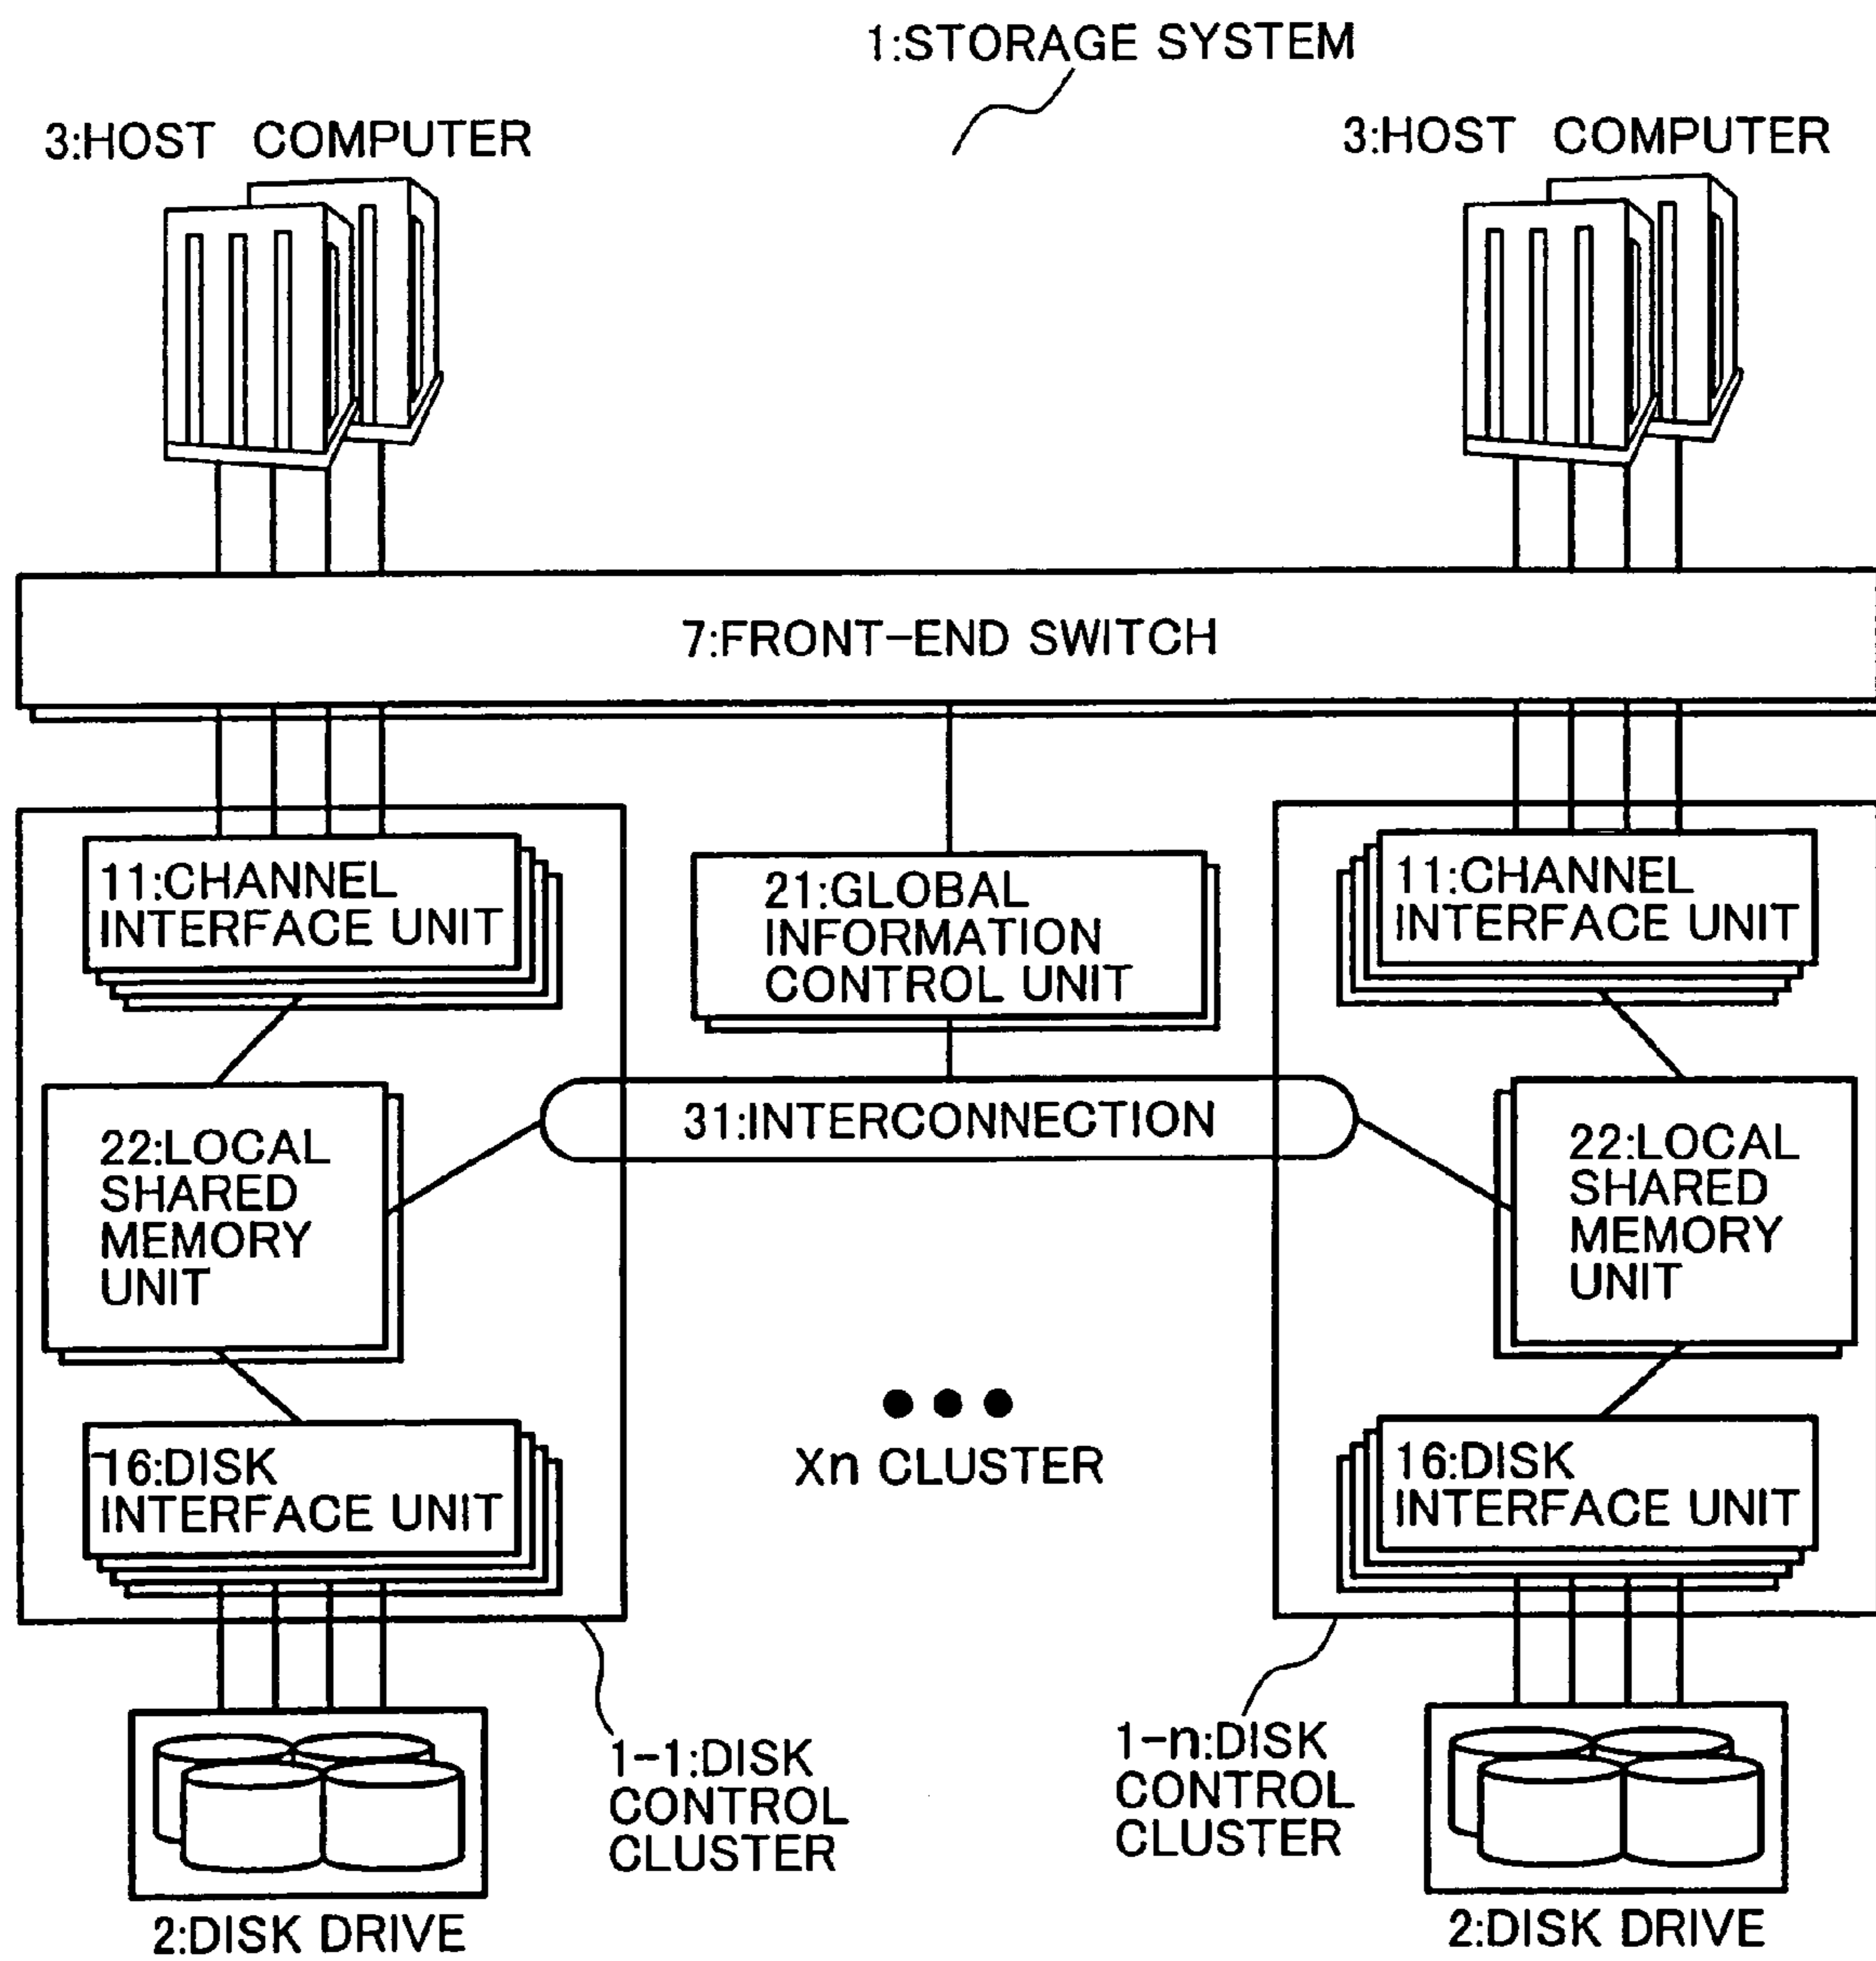 1:STORAGE SYSTEM
3:HOST COMPUTER
3:HOST COMPUTER
7:FRONT-END SWITCH
11:CHANNEL
INTERFACE UNIT
21:GLOBAL
INFORMATION
CONTROL UNIT
11:CHANNEL
INTERFACE UNIT
31:INTERCONNECTION
22:LOCAL
SHARED
MEMORY
UNIT
22:LOCAL
SHARED
MEMORY
UNIT
Xn CLUSTER
16:DISK
INTERFACE UNIT
16:DISK
INTERFACE UNIT
1-1:DISK
CONTROL
CLUSTER
1-n:DISK
CONTROL
CLUSTER
2:DISK DRIVE
2:DISK DRIVE